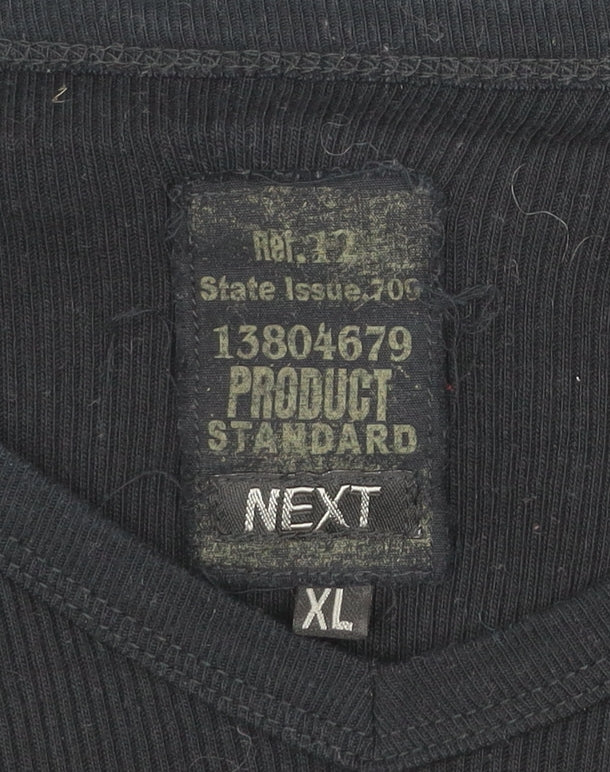 Ref.12
State Issue.709
13804679
PRODUCT
STANDARD
NEXT
XL